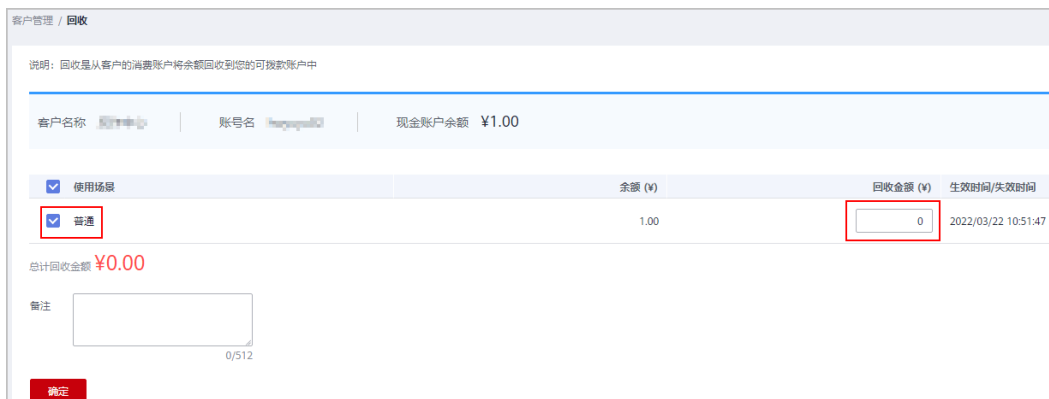 客户管理 / 回收
说明：回收是从客户的消费账户将余额回收到您的可拨款账户中
客户名称 账号名 现金账户余额 ¥1.00
使用场景 余额 (¥) 回收金额 (¥) 生效时间/失效时间
普通 1.00 0 2022/03/22 10:51:47
总计回收金额 ¥0.00
备注
0/512
确定